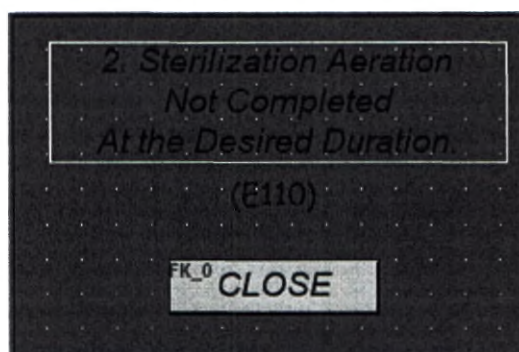 2. Sterilization Aeration
Not Completed
At the Desired Duration.
(E110)
FK_0
CLOSE